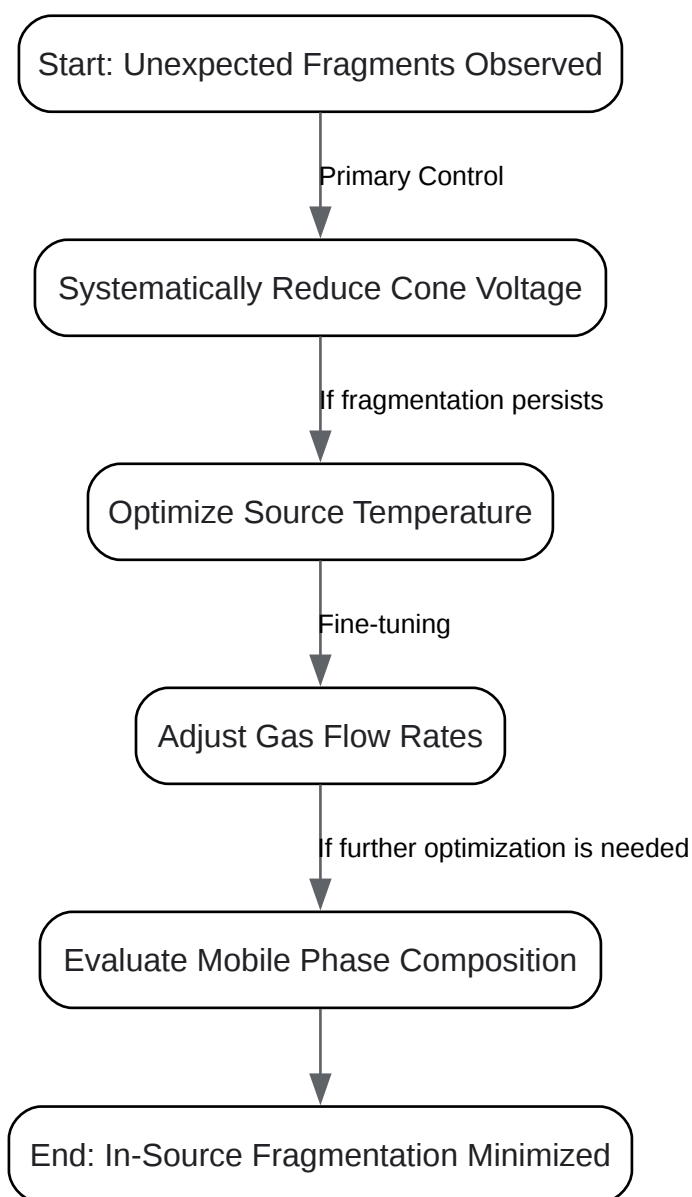 Start: Unexpected Fragments Observed
Primary Control
Systematically Reduce Cone Voltage
If fragmentation persists
Optimize Source Temperature
Fine-tuning
Adjust Gas Flow Rates
If further optimization is needed
Evaluate Mobile Phase Composition
End: In-Source Fragmentation Minimized